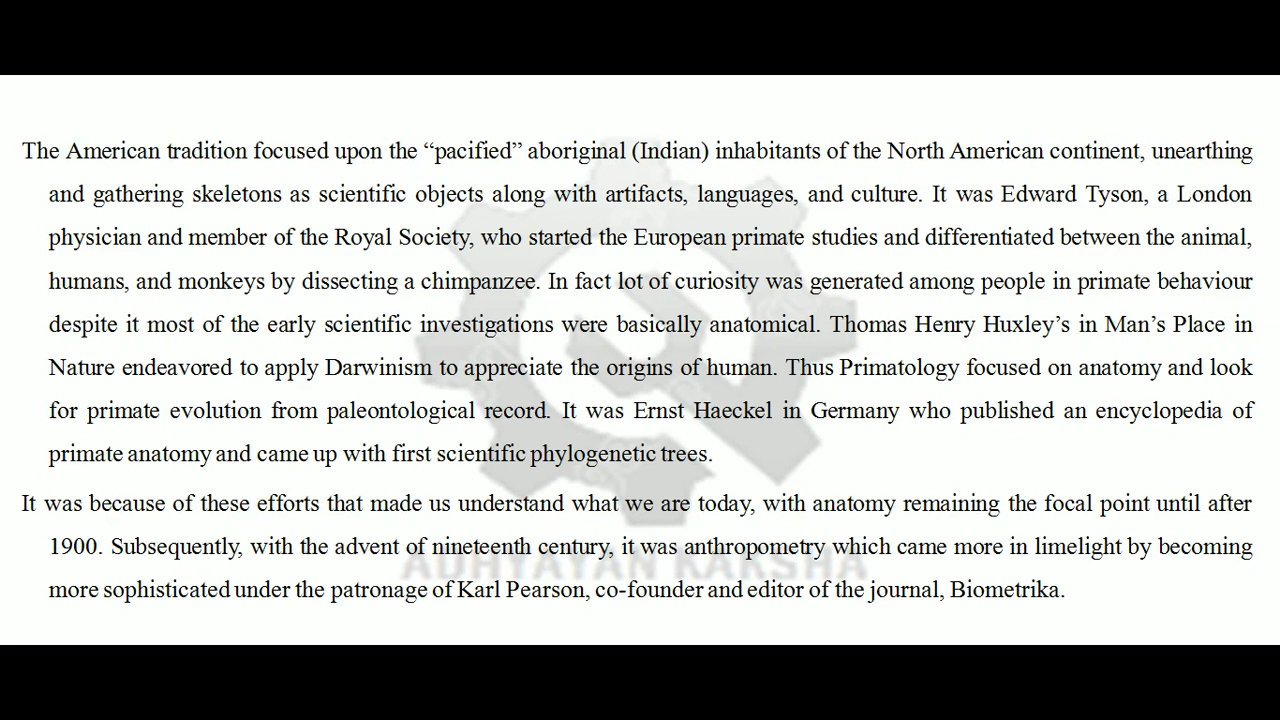 The American tradition focused upon the “pacified” aboriginal (Indian) inhabitants of the North American continent, unearthing
and gathering skeletons as scientific objects along with artifacts, languages, and culture. It was Edward Tyson, a London
physician and member of the Royal Society, who started the European primate studies and differentiated between the animal,
humans, and monkeys by dissecting a chimpanzee. In fact lot of curiosity was generated among people in primate behaviour
despite it most of the early scientific investigations were basically anatomical. Thomas Henry Huxley’s in Man’s Place in
Nature endeavored to apply Darwinism to appreciate the origins of human. Thus Primatology focused on anatomy and look
for primate evolution from paleontological record. It was Ernst Haeckel in Germany who published an encyclopedia of
primate anatomy and came up with first scientific phylogenetic trees.
It was because of these efforts that made us understand what we are today, with anatomy remaining the focal point until after
1900. Subsequently, with the advent of nineteenth century, it was anthropometry which came more in limelight by becoming
more sophisticated under the patronage of Karl Pearson, co-founder and editor of the journal, Biometrika.
ADHYAYAN KAKSHA